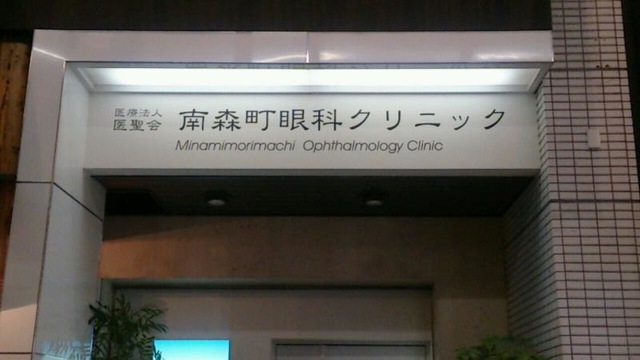 医療法人
医聖会
南森町眼科クリニック
Minamimorimachi Ophthalmology Clinic